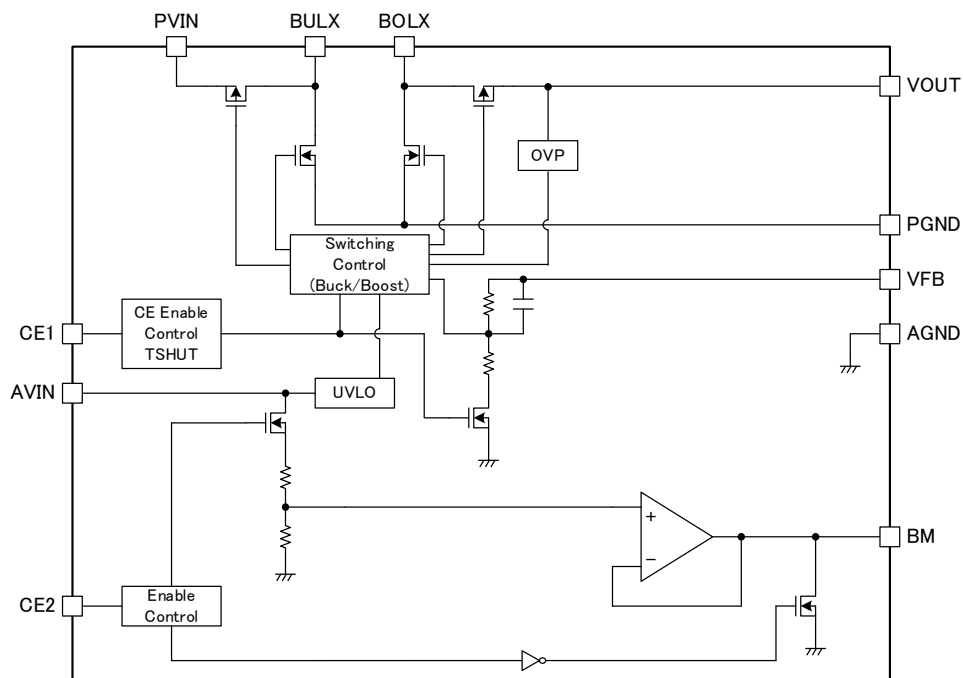 PVIN
BULX
BOLX
VOUT
OVP
PGND
Switching
Control
(Buck/Boost)
VFB
CE1
CE Enable
Control
TSHUT
AGND
AVIN
UVLO
+
−
BM
CE2
Enable
Control